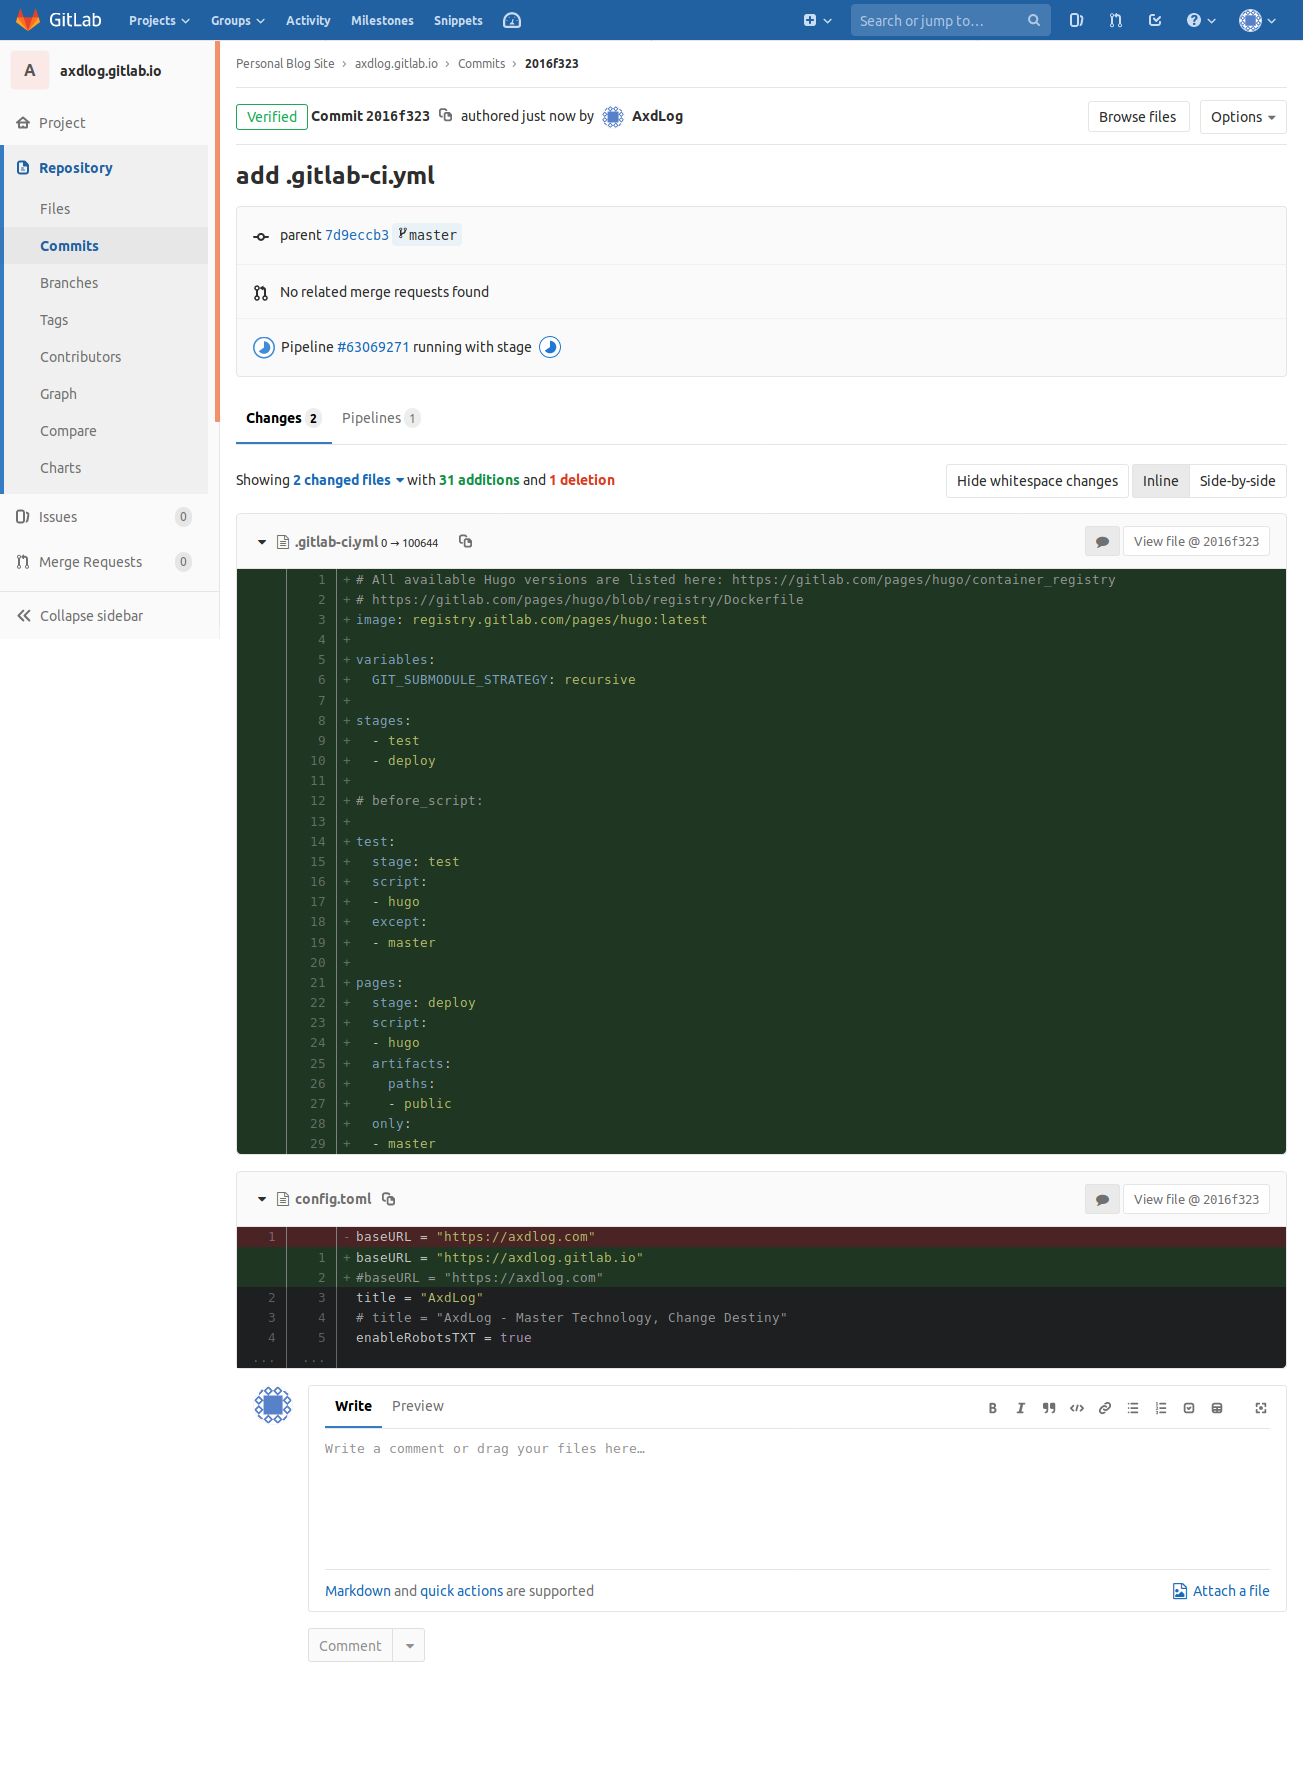 GitLab Projects Groups Activity Milestones Snippets Search or jump to…
A axdlog.gitlab.io
Project
Repository
Files
Commits
Branches
Tags
Contributors
Graph
Compare
Charts
Issues 0
Merge Requests 0
Collapse sidebar
Personal Blog Site › axdlog.gitlab.io › Commits › 2016f323
Verified Commit 2016f323 authored just now by AxdLog Browse files Options
add .gitlab-ci.yml
parent 7d9eccb3 master
No related merge requests found
Pipeline #63069271 running with stage
Changes 2 Pipelines 1
Showing 2 changed files with 31 additions and 1 deletion Hide whitespace changes Inline Side-by-side
.gitlab-ci.yml 0 → 100644 View file @ 2016f323
1 + # All available Hugo versions are listed here: https://gitlab.com/pages/hugo/container_registry
2 + # https://gitlab.com/pages/hugo/blob/registry/Dockerfile
3 + image: registry.gitlab.com/pages/hugo:latest
4 +
5 + variables:
6 +   GIT_SUBMODULE_STRATEGY: recursive
7 +
8 + stages:
9 +   - test
10 +   - deploy
11 +
12 + # before_script:
13 +
14 + test:
15 +   stage: test
16 +   script:
17 +   - hugo
18 +   except:
19 +   - master
20 +
21 + pages:
22 +   stage: deploy
23 +   script:
24 +   - hugo
25 +   artifacts:
26 +     paths:
27 +     - public
28 +   only:
29 +   - master
config.toml View file @ 2016f323
1 - baseURL = "https://axdlog.com"
1 + baseURL = "https://axdlog.gitlab.io"
2 + #baseURL = "https://axdlog.com"
2 3 title = "AxdLog"
3 4 # title = "AxdLog - Master Technology, Change Destiny"
4 5 enableRobotsTXT = true
... ...
Write Preview
Write a comment or drag your files here…
Markdown and quick actions are supported Attach a file
Comment